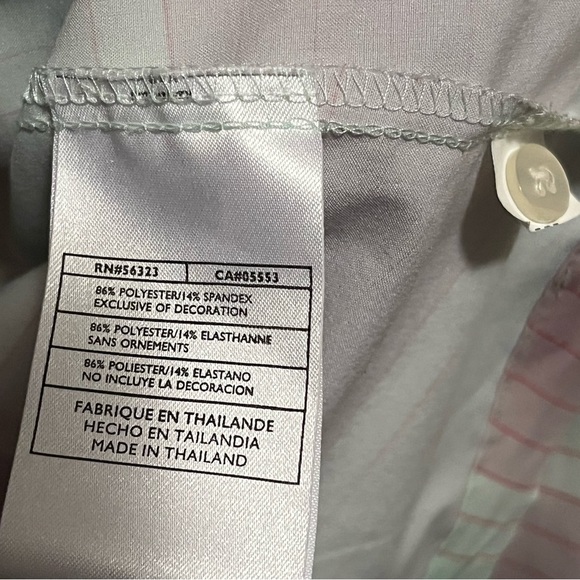 RN#56323 CA#05553
86% POLYESTER/14% SPANDEX
EXCLUSIVE OF DECORATION
86% POLYESTER/14% ELASTHANNE
SANS ORNEMENTS
86% POLIESTER/14% ELASTANO
NO INCLUYE LA DECORACION
FABRIQUE EN THAILANDE
HECHO EN TAILANDIA
MADE IN THAILAND